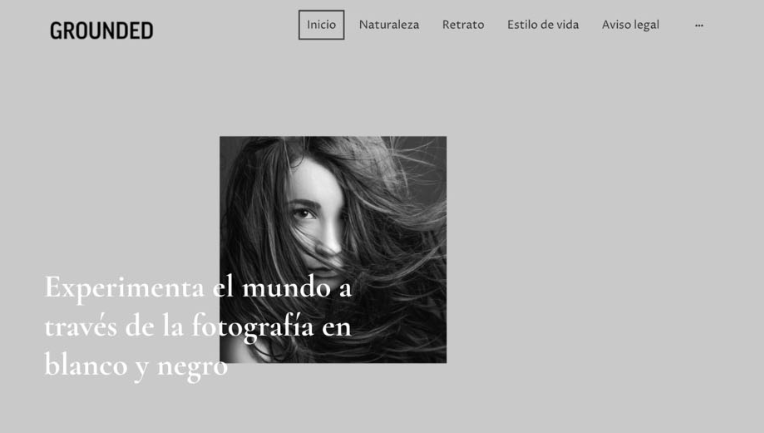 GROUNDED
Inicio Naturaleza Retrato Estilo de vida Aviso legal ...
Experimenta el mundo a
través de la fotografía en
blanco y negro